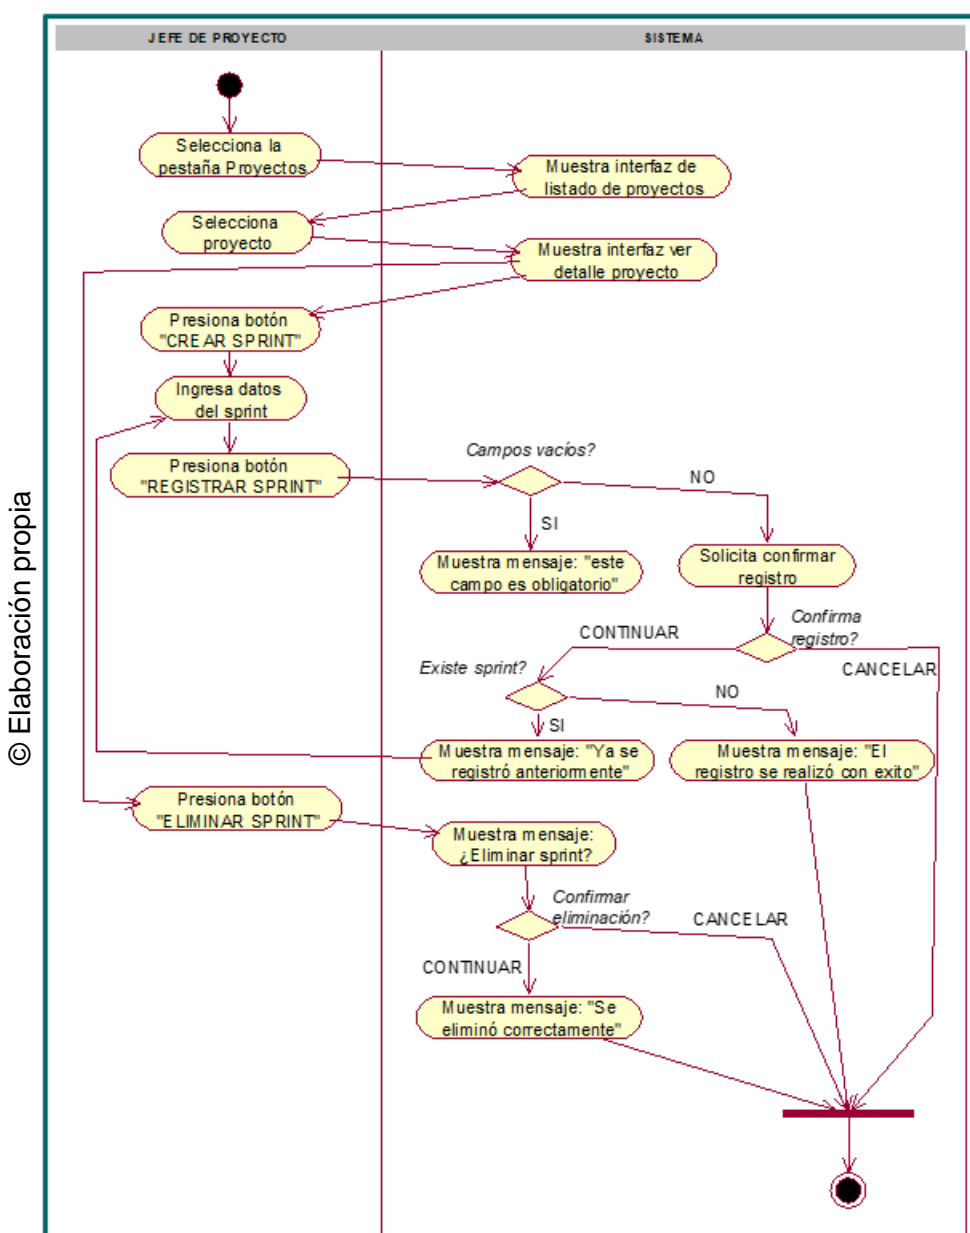 JEFE DE PROYECTO
SISTEMA
Selecciona la
pestaña Proyectos
Muestra interfaz de
listado de proyectos
Selecciona
proyecto
Muestra interfaz ver
detalle proyecto
Presiona botón
"CREAR SPRINT"
Ingresa datos
del sprint
Presiona botón
"REGISTRAR SPRINT"
Campos vacíos?
NO
SI
Muestra mensaje: "este
campo es obligatorio"
Solicita confirmar
registro
Confirma
registro?
CONTINUAR
CANCELAR
Existe sprint?
NO
SI
Muestra mensaje: "Ya se
registró anteriormente"
Muestra mensaje: "El
registro se realizó con exito"
Presiona botón
"ELIMINAR SPRINT"
Muestra mensaje:
¿Eliminar sprint?
Confirmar
eliminación?
CANCELAR
CONTINUAR
Muestra mensaje: "Se
eliminó correctamente"
© Elaboración propia